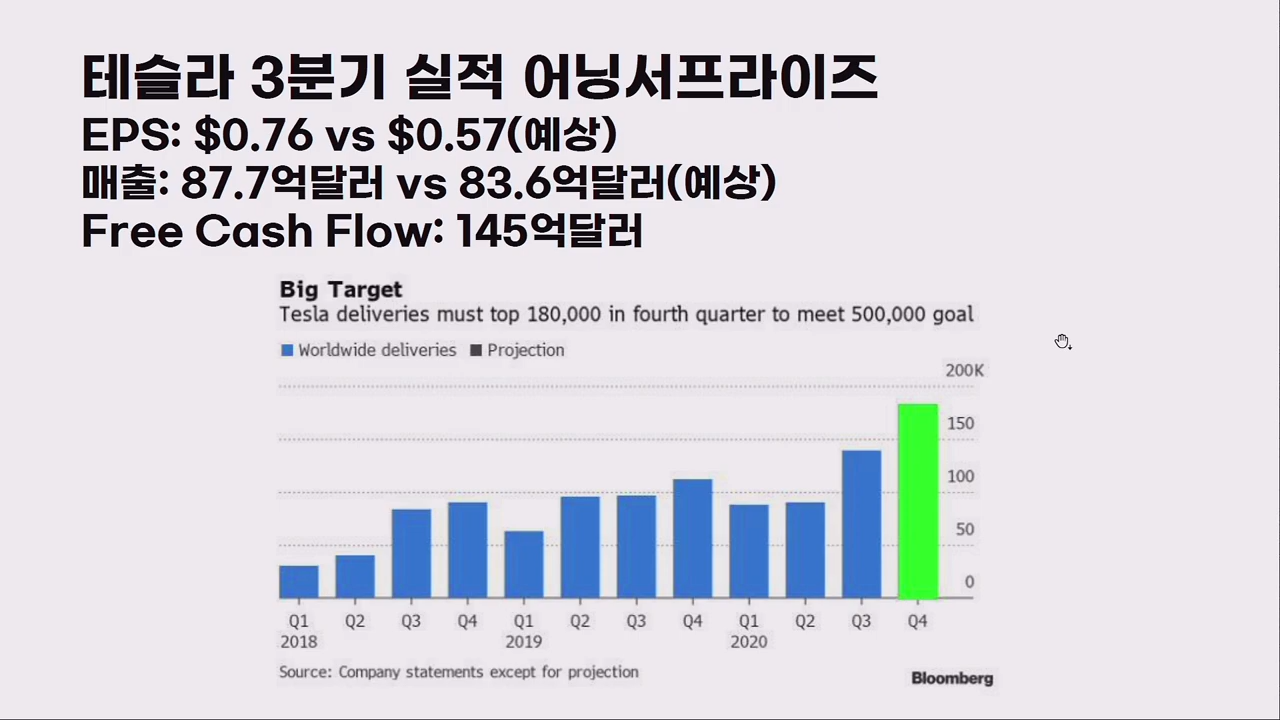 테슬라 3분기 실적 어닝서프라이즈
EPS: $0.76 vs $0.57(예상)
매출: 87.7억달러 vs 83.6억달러(예상)
Free Cash Flow: 145억달러
Big Target
Tesla deliveries must top 180,000 in fourth quarter to meet 500,000 goal
Worldwide deliveries Projection
200K
150
100
50
0
Q1 Q2 Q3 Q4 Q1 Q2 Q3 Q4 Q1 Q2 Q3 Q4
2018 2019 2020
Source: Company statements except for projection
Bloomberg